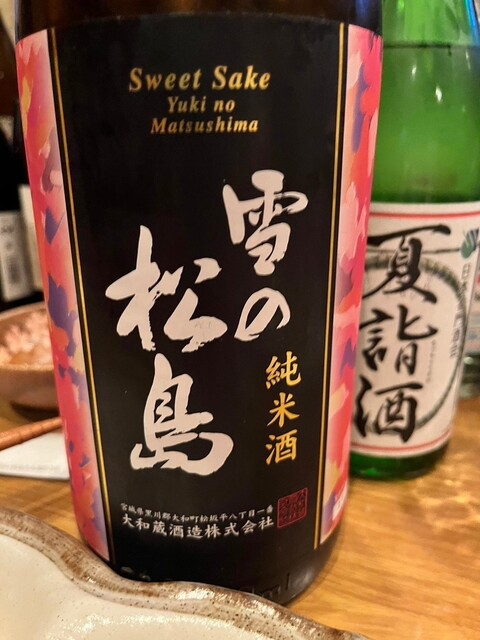 Sweet Sake
Yuki no
Matsushima
雪の
松島
純米酒
宮城県黒川郡大和町松坂平八丁目一番
大和蔵酒造株式会社
夏詣酒